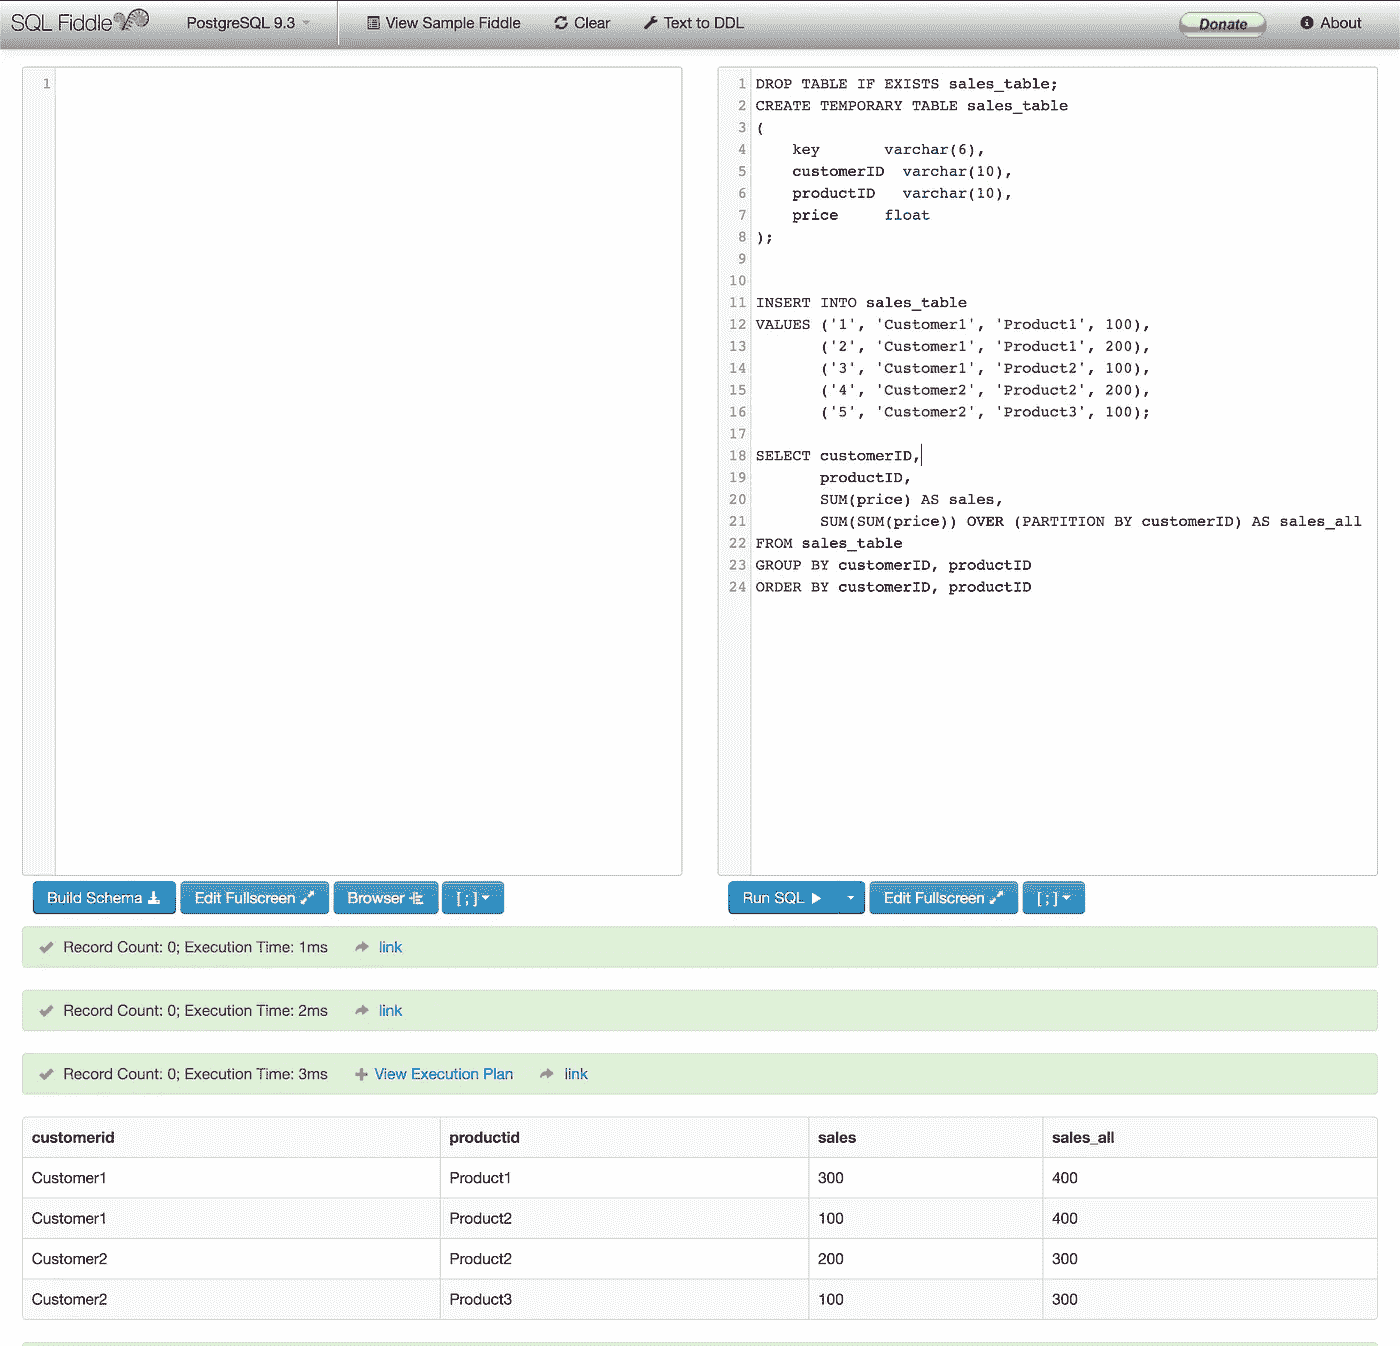 SQL Fiddle PostgreSQL 9.3 View Sample Fiddle Clear Text to DDL Donate About
1
1 DROP TABLE IF EXISTS sales_table;
2 CREATE TEMPORARY TABLE sales_table
3 (
4 key varchar(6),
5 customerID varchar(10),
6 productID varchar(10),
7 price float
8 );
9
10
11 INSERT INTO sales_table
12 VALUES ('1', 'Customer1', 'Product1', 100),
13 ('2', 'Customer1', 'Product1', 200),
14 ('3', 'Customer1', 'Product2', 100),
15 ('4', 'Customer2', 'Product2', 200),
16 ('5', 'Customer2', 'Product3', 100);
17
18 SELECT customerID,
19 productID,
20 SUM(price) AS sales,
21 SUM(SUM(price)) OVER (PARTITION BY customerID) AS sales_all
22 FROM sales_table
23 GROUP BY customerID, productID
24 ORDER BY customerID, productID
Build Schema Edit Fullscreen Browser [ ; ] Run SQL Edit Fullscreen [ ; ]
Record Count: 0; Execution Time: 1ms link
Record Count: 0; Execution Time: 2ms link
Record Count: 0; Execution Time: 3ms View Execution Plan link
customerid productid sales sales_all
Customer1 Product1 300 400
Customer1 Product2 100 400
Customer2 Product2 200 300
Customer2 Product3 100 300